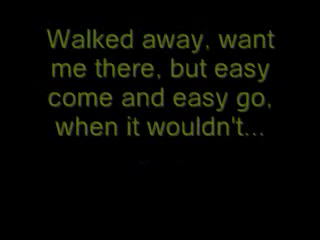 Walked away, want
me there, but easy
come and easy go,
when it wouldn't...